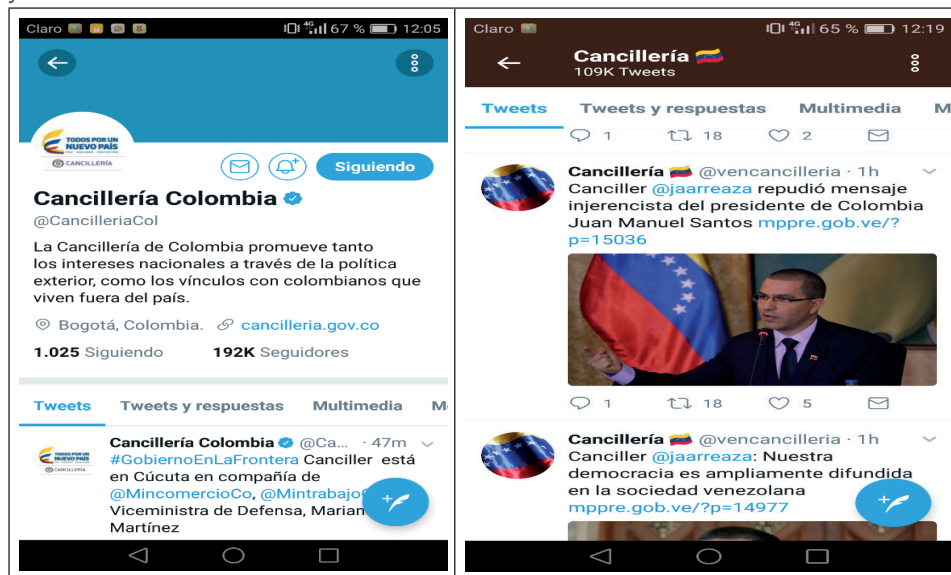 Claro 4G 67 % 12:05
TODOS POR UN
NUEVO PAÍS
CANCILLERÍA
Siguiendo
Cancillería Colombia
@CancilleriaCol
La Cancillería de Colombia promueve tanto
los intereses nacionales a través de la política
exterior, como los vínculos con colombianos que
viven fuera del país.
Bogotá, Colombia. cancilleria.gov.co
1.025 Siguiendo 192K Seguidores
Tweets Tweets y respuestas Multimedia M
Cancillería Colombia @Ca... · 47m
#GobiernoEnLaFrontera Canciller está
en Cúcuta en compañía de
@MincomercioCo, @Mintrabajo
Viceministra de Defensa, Marian
Martínez
Claro 4G 65 % 12:19
Cancillería
109K Tweets
Tweets Tweets y respuestas Multimedia M
1 18 2
Cancillería @vencancilleria · 1h
Canciller @jaarreaza repudió mensaje
injerencista del presidente de Colombia
Juan Manuel Santos mppre.gob.ve/?
p=15036
1 18 5
Cancillería @vencancilleria · 1h
Canciller @jaarreaza: Nuestra
democracia es ampliamente difundida
en la sociedad venezolana
mppre.gob.ve/?p=14977